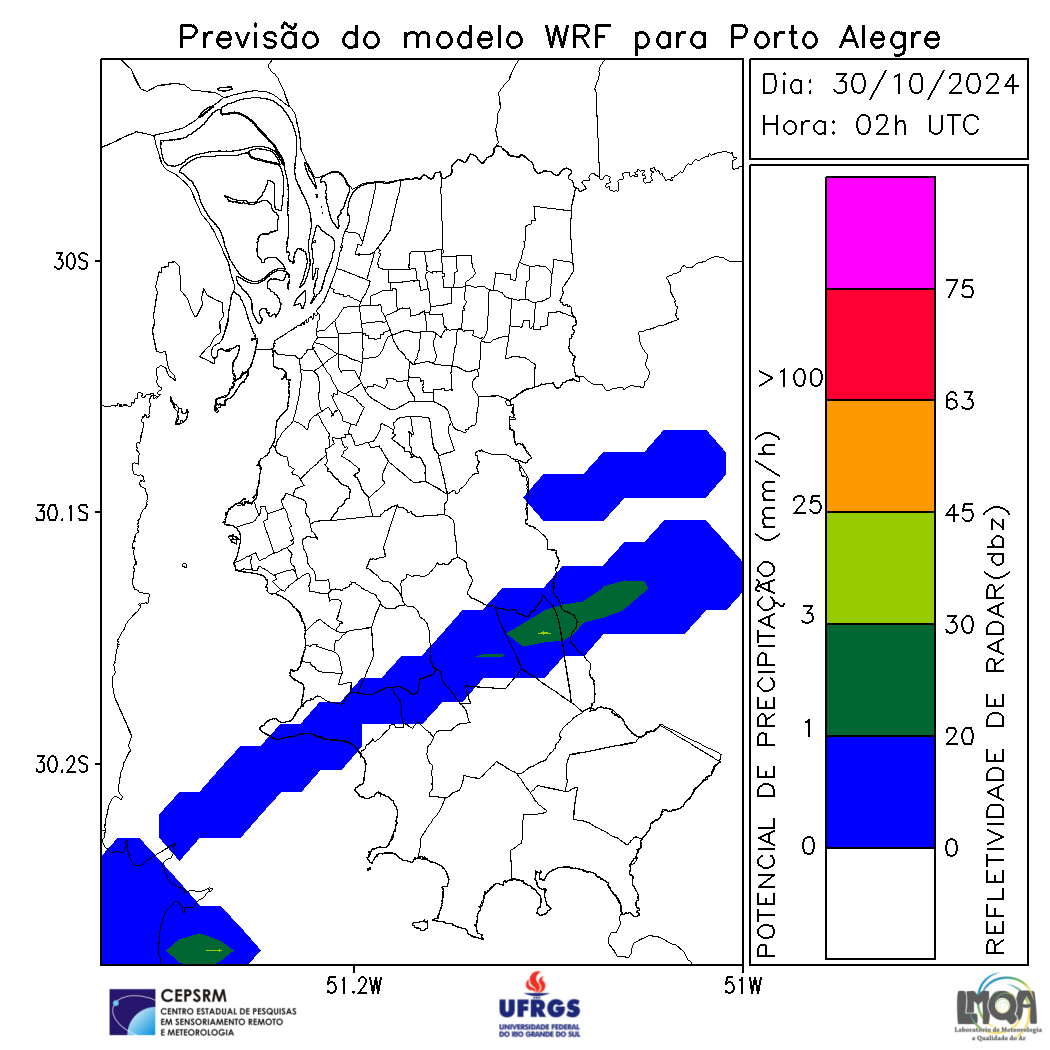 Previsão do modelo WRF para Porto Alegre
Dia: 30/10/2024
Hora: 02h UTC
30S
30.1S
30.2S
51.2W
51W
POTENCIAL DE PRECIPITAÇÃO (mm/h)
>100
25
3
1
0
75
63
45
30
20
0
REFLETIVIDADE DE RADAR(dbz)
CEPSRM
CENTRO ESTADUAL DE PESQUISAS
EM SENSORIAMENTO REMOTO
E METEOROLOGIA
UFRGS
UNIVERSIDADE FEDERAL
DO RIO GRANDE DO SUL
LMQA
Laboratório de Meteorologia
e Qualidade do Ar